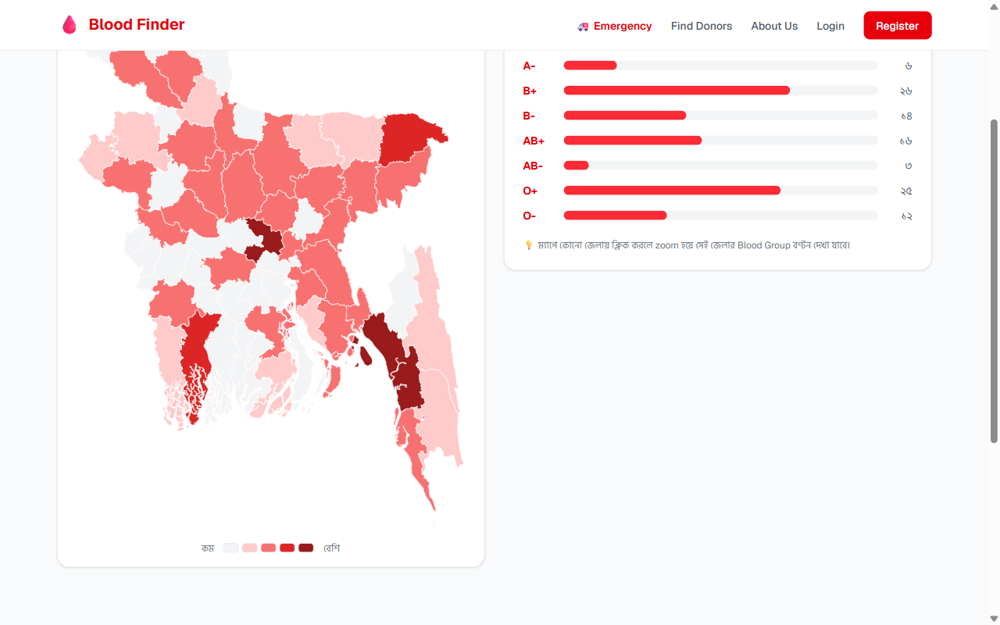 Blood Finder
Emergency
Find Donors
About Us
Login
Register
A- ৬
B+ ২৬
B- ১৪
AB+ ১৬
AB- ৩
O+ ২৫
O- ১২
ম্যাপে কোনো জেলায় ক্লিক করলে zoom হয়ে সেই জেলার Blood Group বণ্টন দেখা যাবে।
কম
বেশি